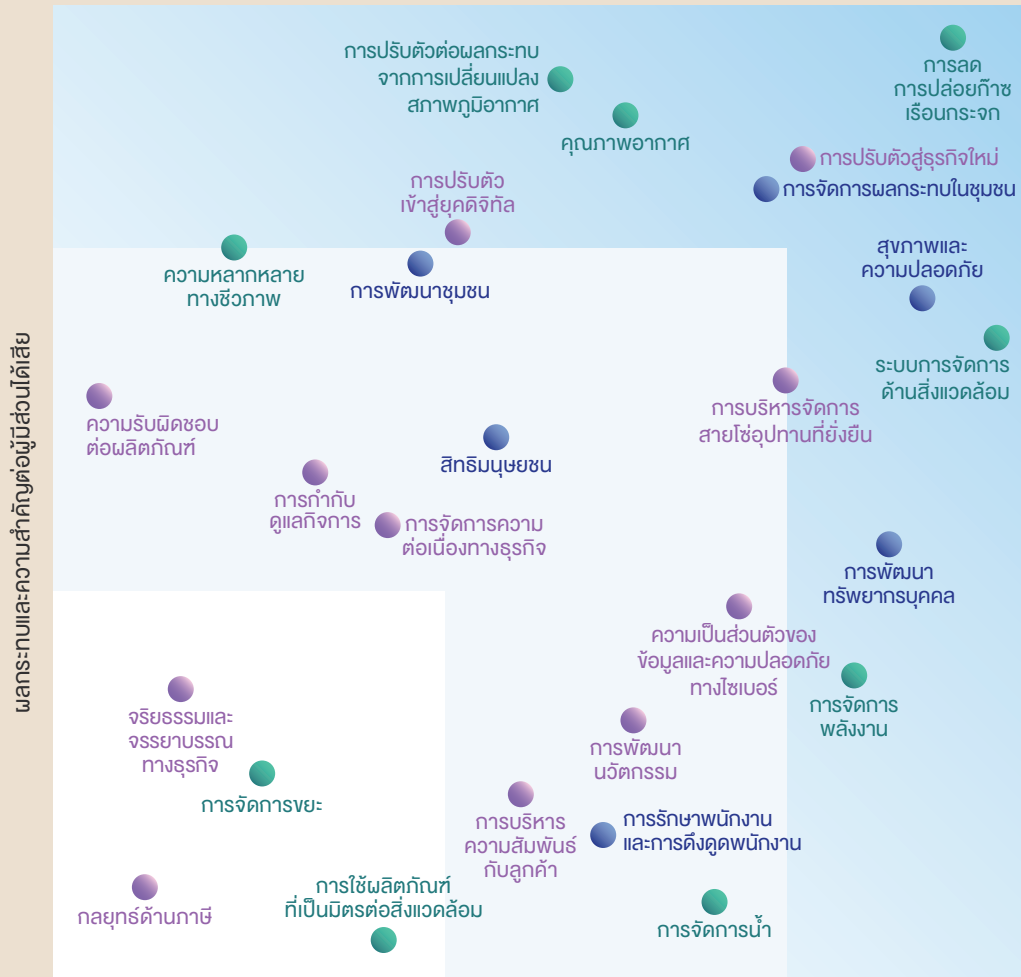 การปรับตัวต่อผลกระทบ
จากการเปลี่ยนแปลง
สภาพภูมิอากาศ
คุณภาพอากาศ
การลด
การปล่อยก๊าซ
เรือนกระจก
การปรับตัวสู่ธุรกิจใหม่
การจัดการผลกระทบในชุมชน
การปรับตัว
เข้าสู่ยุคดิจิทัล
สุขภาพและ
ความปลอดภัย
ความหลากหลาย
ทางชีวภาพ
การพัฒนาชุมชน
ระบบการจัดการ
ด้านสิ่งแวดล้อม
ความรับผิดชอบ
ต่อผลิตภัณฑ์
การบริหารจัดการ
สายโซ่อุปทานที่ยั่งยืน
สิทธิมนุษยชน
การกำกับ
ดูแลกิจการ
การจัดการความ
ต่อเนื่องทางธุรกิจ
การพัฒนา
ทรัพยากรบุคคล
ความเป็นส่วนตัวของ
ข้อมูลและความปลอดภัย
ทางไซเบอร์
การจัดการ
พลังงาน
จริยธรรมและ
จรรยาบรรณ
ทางธุรกิจ
การพัฒนา
นวัตกรรม
การจัดการขยะ
การบริหาร
ความสัมพันธ์
กับลูกค้า
การรักษาพนักงาน
และการดึงดูดพนักงาน
กลยุทธ์ด้านภาษี
การใช้ผลิตภัณฑ์
ที่เป็นมิตรต่อสิ่งแวดล้อม
การจัดการน้ำ
ผลกระทบและความสำคัญต่อผู้มีส่วนได้เสีย